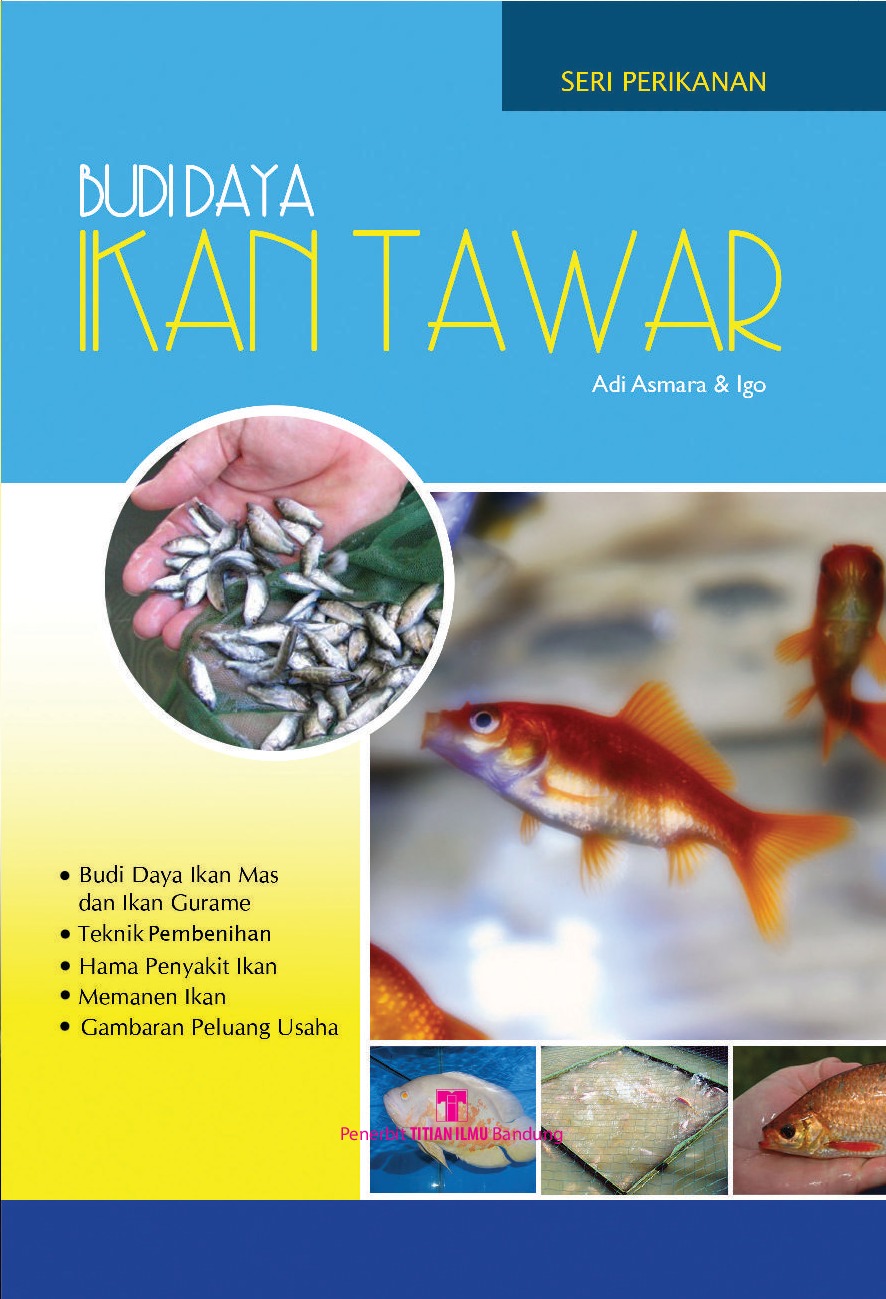 SERI PERIKANAN
BUDI DAYA
IKAN TAWAR
Adi Asmara & Igo
• Budi Daya Ikan Mas
dan Ikan Gurame
• Teknik Pembenihan
• Hama Penyakit Ikan
• Memanen Ikan
• Gambaran Peluang Usaha
Penerbit TITIAN ILMU Bandung